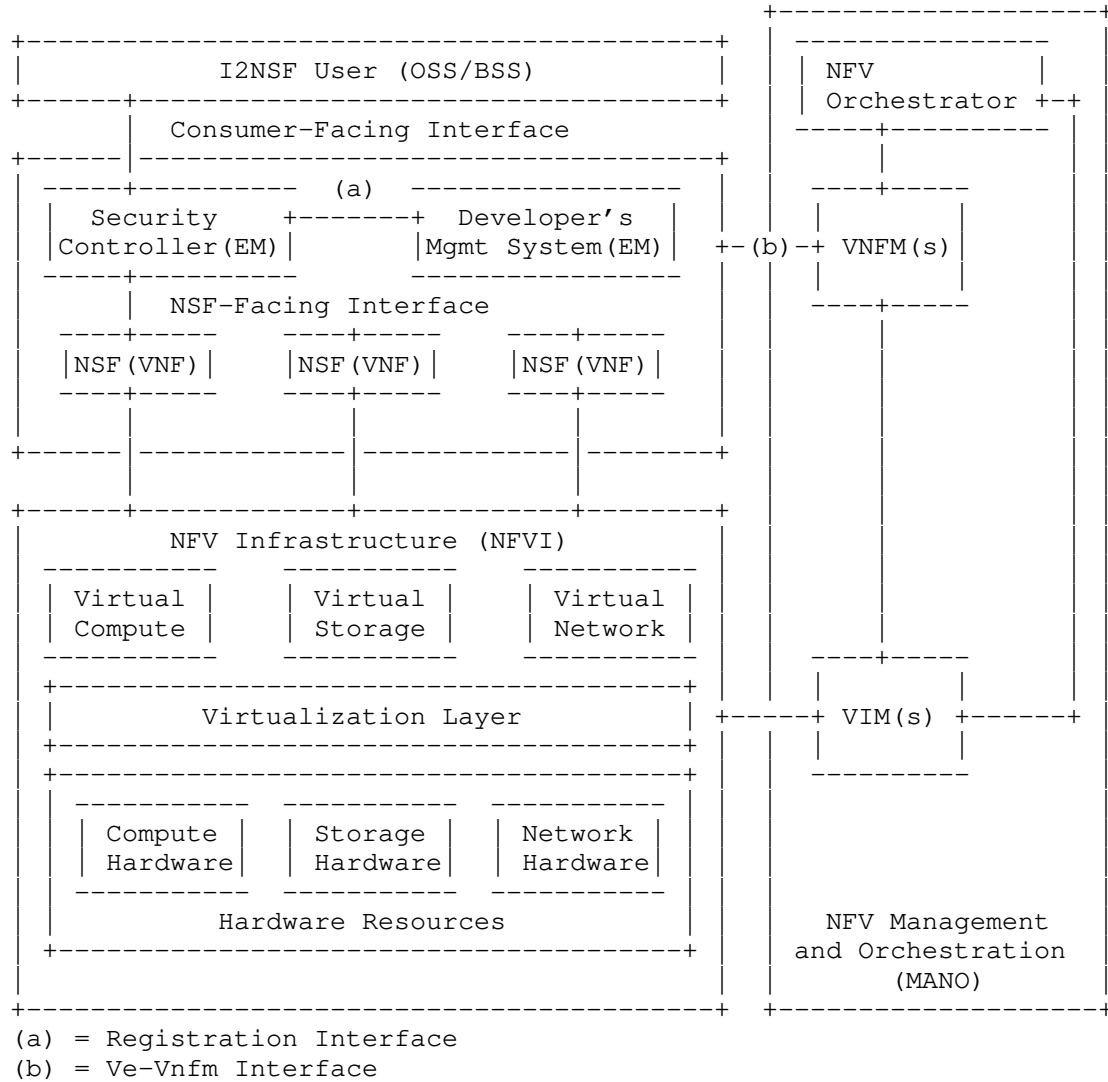 I2NSF User (OSS/BSS)
NFV
Orchestrator
Consumer-Facing Interface
(a)
Security
Controller(EM)
Developer's
Mgmt System(EM)
(b)
VNFM(s)
NSF-Facing Interface
NSF(VNF)
NSF(VNF)
NSF(VNF)
NFV Infrastructure (NFVI)
Virtual
Compute
Virtual
Storage
Virtual
Network
Virtualization Layer
VIM(s)
Compute
Hardware
Storage
Hardware
Network
Hardware
Hardware Resources
NFV Management
and Orchestration
(MANO)
(a) = Registration Interface
(b) = Ve-Vnfm Interface